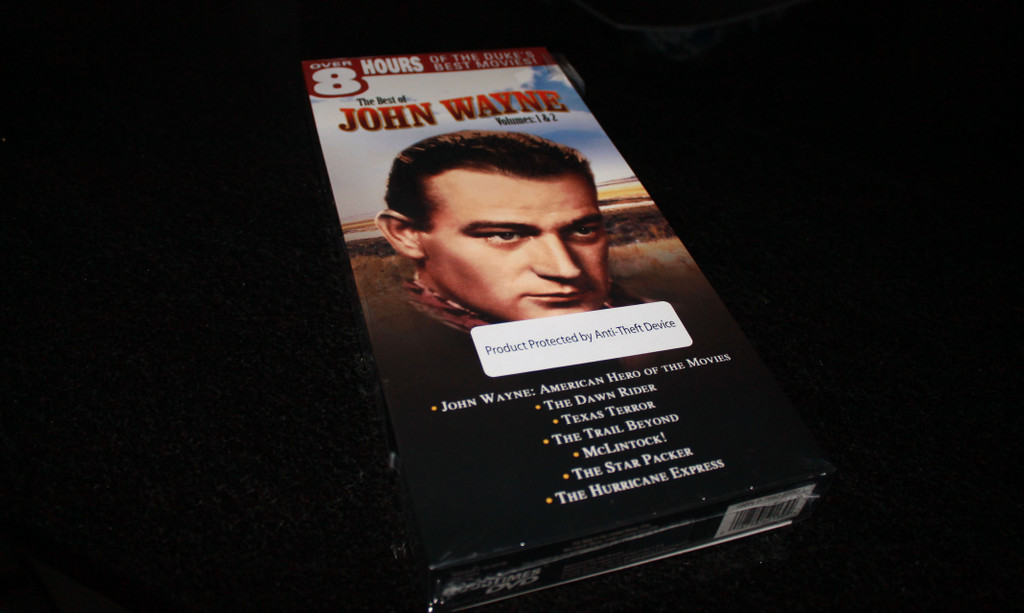 OVER 8 HOURS OF THE DUKE'S BEST MOVIES!
The Best of
JOHN WAYNE
Volumes: 1 & 2
Product Protected by Anti-Theft Device
• JOHN WAYNE: AMERICAN HERO OF THE MOVIES
• THE DAWN RIDER
• TEXAS TERROR
• THE TRAIL BEYOND
• MCLINTOCK!
• THE STAR PACKER
• THE HURRICANE EXPRESS
DVD